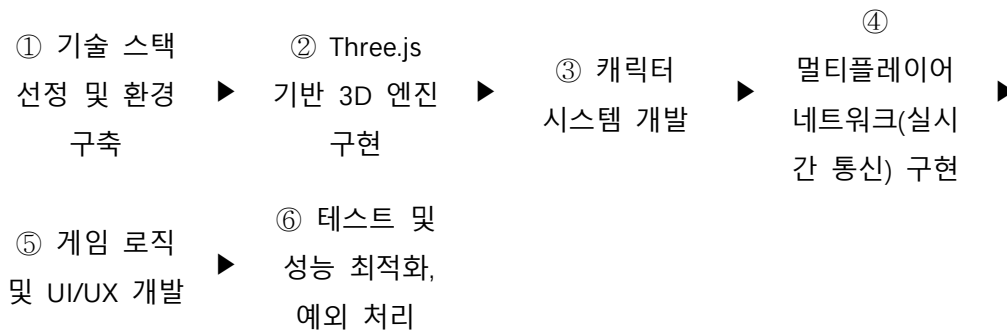 ① 기술 스택
선정 및 환경
구축
▶
② Three.js
기반 3D 엔진
구현
▶
③ 캐릭터
시스템 개발
▶
④
멀티플레이어
네트워크(실시
간 통신) 구현
▶
⑤ 게임 로직
및 UI/UX 개발
▶
⑥ 테스트 및
성능 최적화,
예외 처리